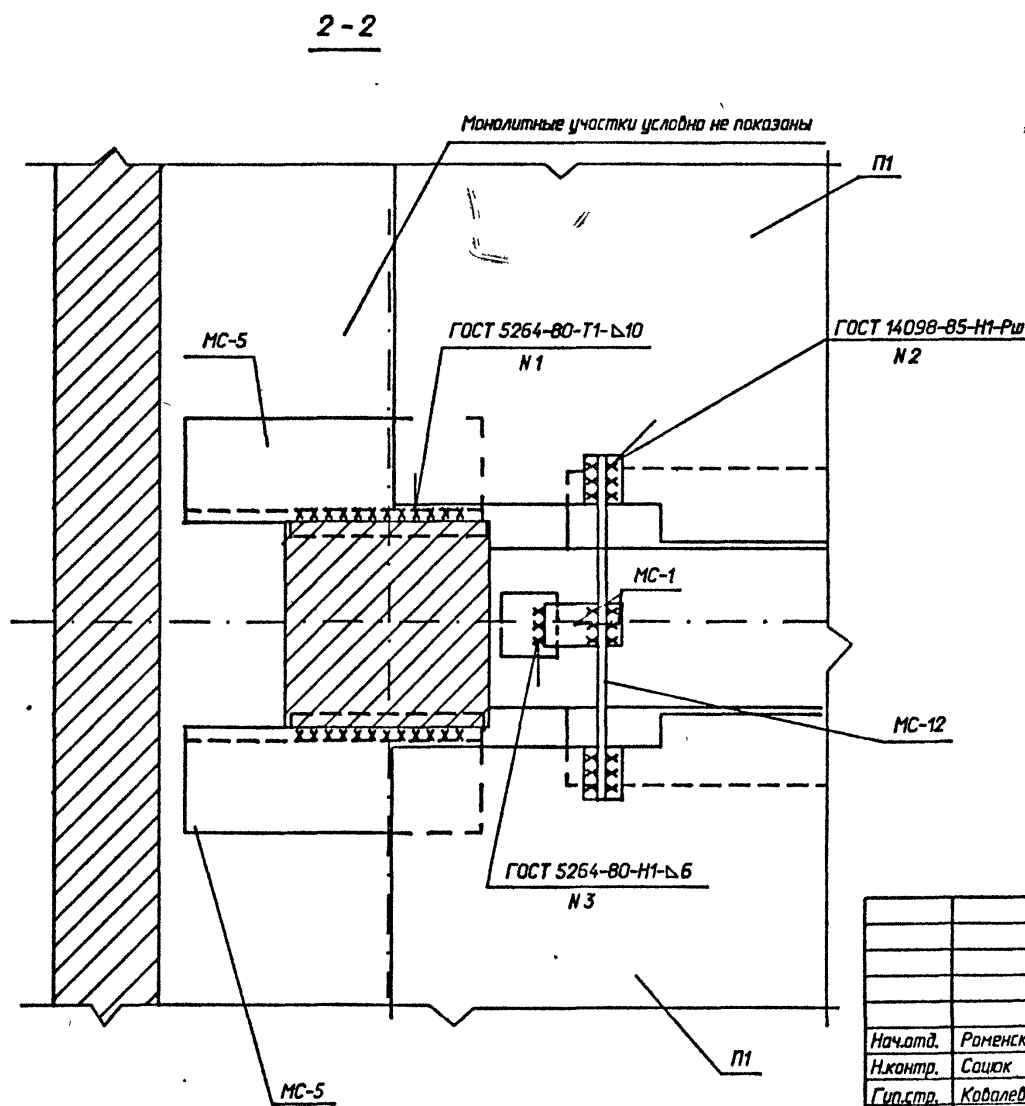 2-2
Монолитные участки условно не показаны
П1
МС-5
ГОСТ 5264-80-Т1-⊿10
N 1
ГОСТ 14098-85-Н1-Рш
N 2
МС-1
МС-12
ГОСТ 5264-80-Н1-⊿6
N 3
П1
МС-5
Нач.отд. Роменск
Н.контр. Сацюк
Гип.стр. Ковалев